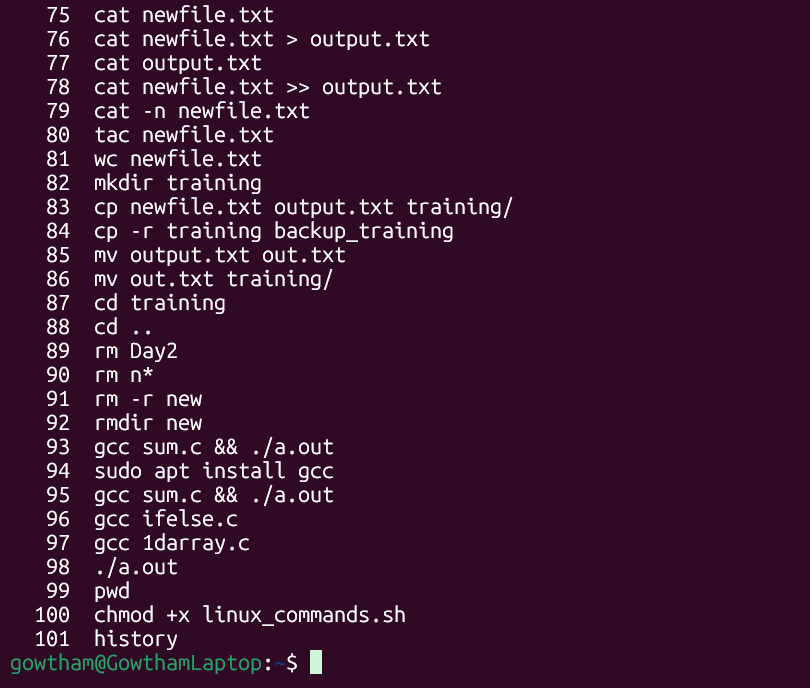 75 cat newfile.txt
76 cat newfile.txt > output.txt
77 cat output.txt
78 cat newfile.txt >> output.txt
79 cat -n newfile.txt
80 tac newfile.txt
81 wc newfile.txt
82 mkdir training
83 cp newfile.txt output.txt training/
84 cp -r training backup_training
85 mv output.txt out.txt
86 mv out.txt training/
87 cd training
88 cd ..
89 rm Day2
90 rm n*
91 rm -r new
92 rmdir new
93 gcc sum.c && ./a.out
94 sudo apt install gcc
95 gcc sum.c && ./a.out
96 gcc ifelse.c
97 gcc 1darray.c
98 ./a.out
99 pwd
100 chmod +x linux_commands.sh
101 history
gowtham@GowthamLaptop:~$